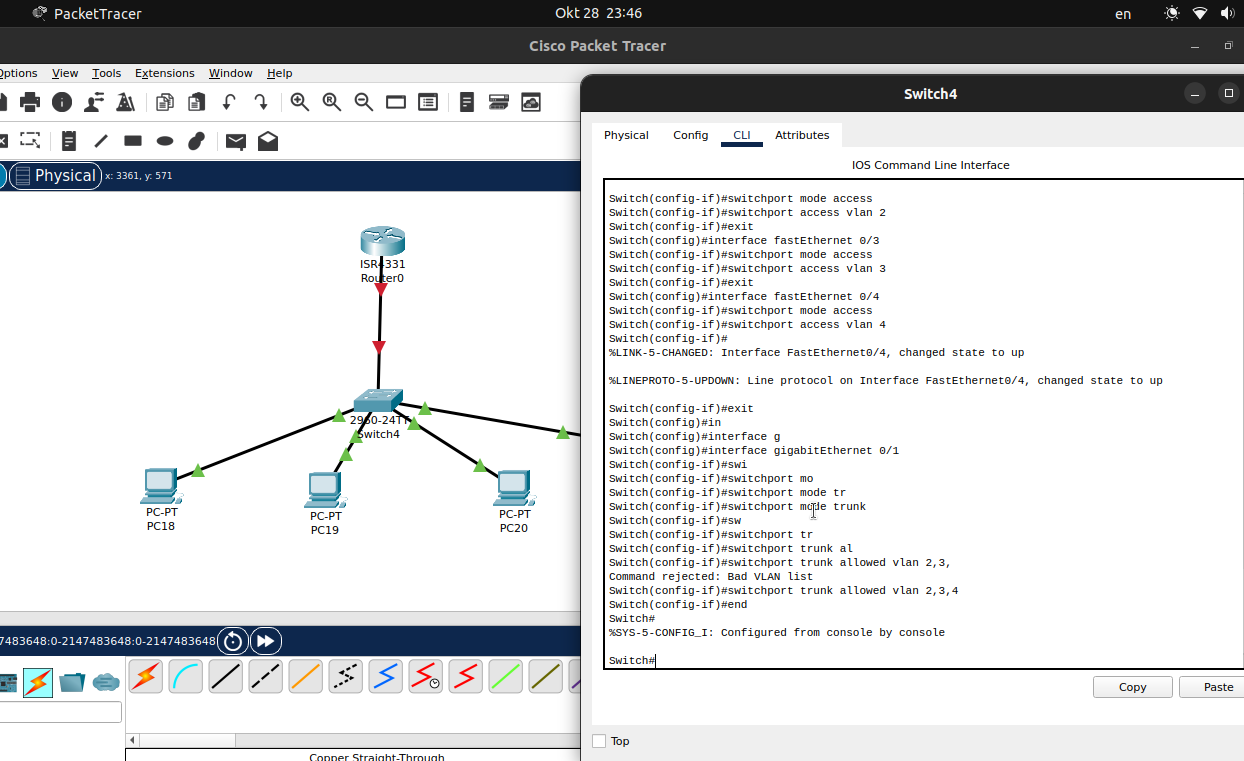 PacketTracer
Okt 28 23:46
en
Cisco Packet Tracer
Options View Tools Extensions Window Help
Physical x: 3361, y: 571
ISR4331
Router0
2960-24TT
Switch4
PC-PT
PC18
PC-PT
PC19
PC-PT
PC20
7483648:0-2147483648:0-2147483648
Copper Straight-Through
Switch4
Physical Config CLI Attributes
IOS Command Line Interface
Switch(config-if)#switchport mode access
Switch(config-if)#switchport access vlan 2
Switch(config-if)#exit
Switch(config)#interface fastEthernet 0/3
Switch(config-if)#switchport mode access
Switch(config-if)#switchport access vlan 3
Switch(config-if)#exit
Switch(config)#interface fastEthernet 0/4
Switch(config-if)#switchport mode access
Switch(config-if)#switchport access vlan 4
Switch(config-if)#
%LINK-5-CHANGED: Interface FastEthernet0/4, changed state to up
%LINEPROTO-5-UPDOWN: Line protocol on Interface FastEthernet0/4, changed state to up
Switch(config-if)#exit
Switch(config)#in
Switch(config)#interface g
Switch(config)#interface gigabitEthernet 0/1
Switch(config-if)#swi
Switch(config-if)#switchport mo
Switch(config-if)#switchport mode tr
Switch(config-if)#switchport mode trunk
Switch(config-if)#sw
Switch(config-if)#switchport tr
Switch(config-if)#switchport trunk al
Switch(config-if)#switchport trunk allowed vlan 2,3,
Command rejected: Bad VLAN list
Switch(config-if)#switchport trunk allowed vlan 2,3,4
Switch(config-if)#end
Switch#
%SYS-5-CONFIG_I: Configured from console by console
Switch#
Copy Paste
Top